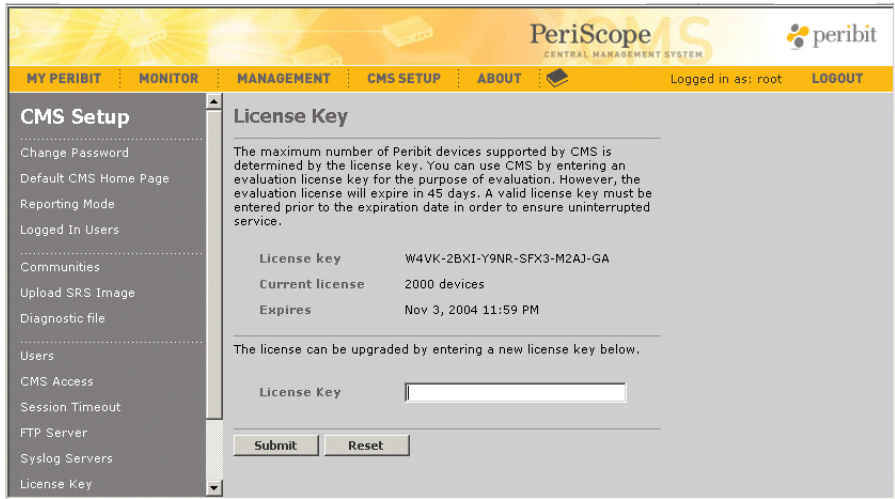 PeriScope
CENTRAL MANAGEMENT SYSTEM
peribit
CMS
MY PERIBIT MONITOR MANAGEMENT CMS SETUP ABOUT Logged in as: root LOGOUT
CMS Setup
Change Password
Default CMS Home Page
Reporting Mode
Logged In Users
Communities
Upload SRS Image
Diagnostic file
Users
CMS Access
Session Timeout
FTP Server
Syslog Servers
License Key
License Key
The maximum number of Peribit devices supported by CMS is
determined by the license key. You can use CMS by entering an
evaluation license key for the purpose of evaluation. However, the
evaluation license will expire in 45 days. A valid license key must be
entered prior to the expiration date in order to ensure uninterrupted
service.
License key W4VK-2BXI-Y9NR-SFX3-M2AJ-GA
Current license 2000 devices
Expires Nov 3, 2004 11:59 PM
The license can be upgraded by entering a new license key below.
License Key
Submit Reset